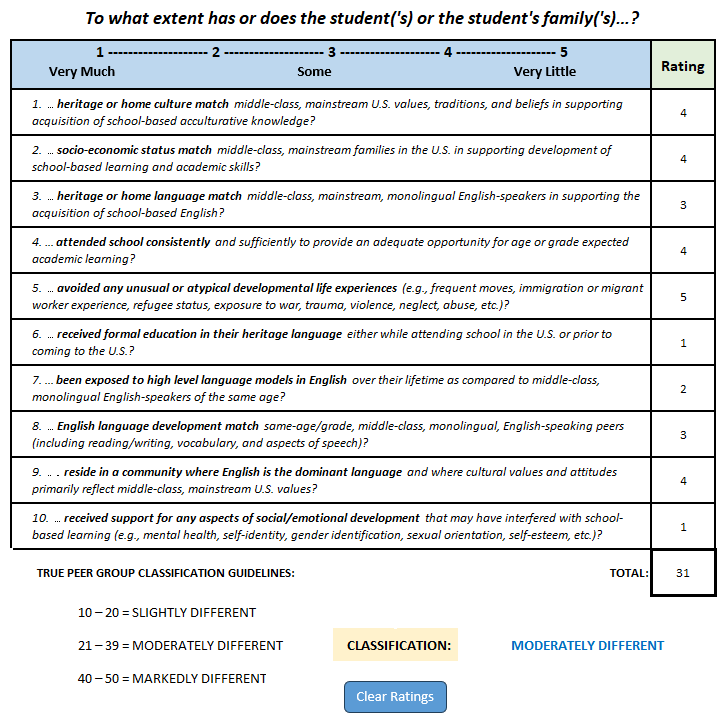 To what extent has or does the student('s) or the student's family('s)...?
1 -------------------- 2 -------------------- 3 -------------------- 4 -------------------- 5
Very Much Some Very Little
Rating
1. … heritage or home culture match middle-class, mainstream U.S. values, traditions, and beliefs in supporting
acquisition of school-based acculturative knowledge?
4
2. … socio-economic status match middle-class, mainstream families in the U.S. in supporting development of
school-based learning and academic skills?
4
3. … heritage or home language match middle-class, mainstream, monolingual English-speakers in supporting the
acquisition of school-based English?
3
4. … attended school consistently and sufficiently to provide an adequate opportunity for age or grade expected
academic learning?
4
5. … avoided any unusual or atypical developmental life experiences (e.g., frequent moves, immigration or migrant
worker experience, refugee status, exposure to war, trauma, violence, neglect, abuse, etc.)?
5
6. … received formal education in their heritage language either while attending school in the U.S. or prior to
coming to the U.S.?
1
7. … been exposed to high level language models in English over their lifetime as compared to middle-class,
monolingual English-speakers of the same age?
2
8. … English language development match same-age/grade, middle-class, monolingual, English-speaking peers
(including reading/writing, vocabulary, and aspects of speech)?
3
9. .. . reside in a community where English is the dominant language and where cultural values and attitudes
primarily reflect middle-class, mainstream U.S. values?
4
10. … received support for any aspects of social/emotional development that may have interfered with school-
based learning (e.g., mental health, self-identity, gender identification, sexual orientation, self-esteem, etc.)?
1
TRUE PEER GROUP CLASSIFICATION GUIDELINES: TOTAL: 31
10 – 20 = SLIGHTLY DIFFERENT
21 – 39 = MODERATELY DIFFERENT CLASSIFICATION: MODERATELY DIFFERENT
40 – 50 = MARKEDLY DIFFERENT
Clear Ratings